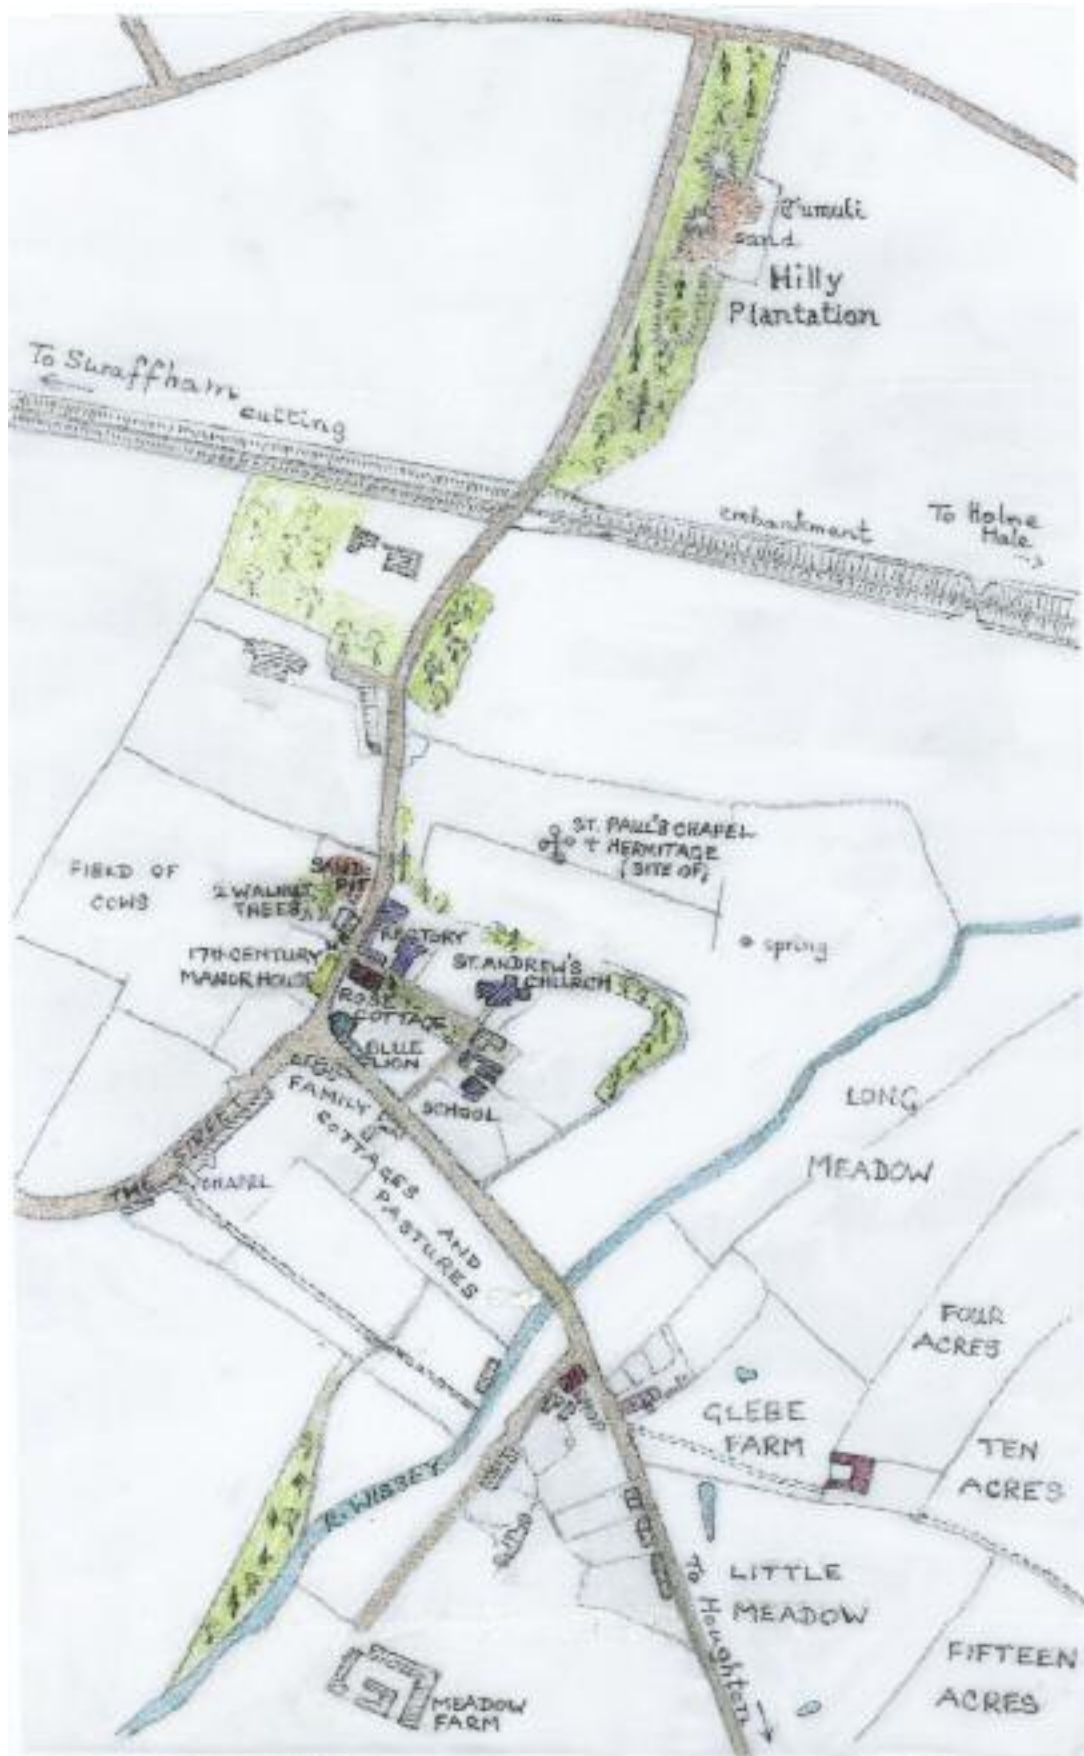 Tumuli
sand
Hilly
Plantation
To Swaffham
cutting
embankment
To Holme
Hale
ST. PAUL'S CHAPEL
+ HERMITAGE
(SITE OF)
FIELD OF
COWS
SAND
PIT
2 WALNUT
TREES
RECTORY
17TH CENTURY
MANOR HOUSE
ST. ANDREW'S
CHURCH
spring
ROSE
COTTAGE
BLUE
LION
FAMILY
COTTAGES AND
PASTURES
SCHOOL
THE STREET
CHAPEL
LONG
MEADOW
FOUR
ACRES
GLEBE
FARM
TEN
ACRES
R. WISSEY
TO Houghton
LITTLE
MEADOW
FIFTEEN
ACRES
MEADOW
FARM